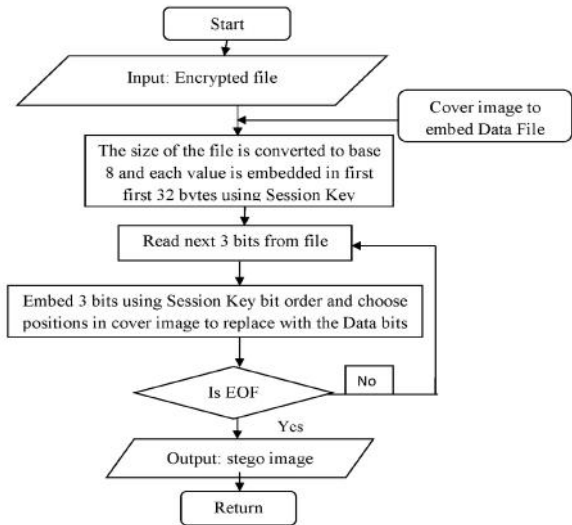 Start
Input: Encrypted file
Cover image to
embed Data File
The size of the file is converted to base
8 and each value is embedded in first
first 32 bytes using Session Key
Read next 3 bits from file
Embed 3 bits using Session Key bit order and choose
positions in cover image to replace with the Data bits
Is EOF
No
Yes
Output: stego image
Return